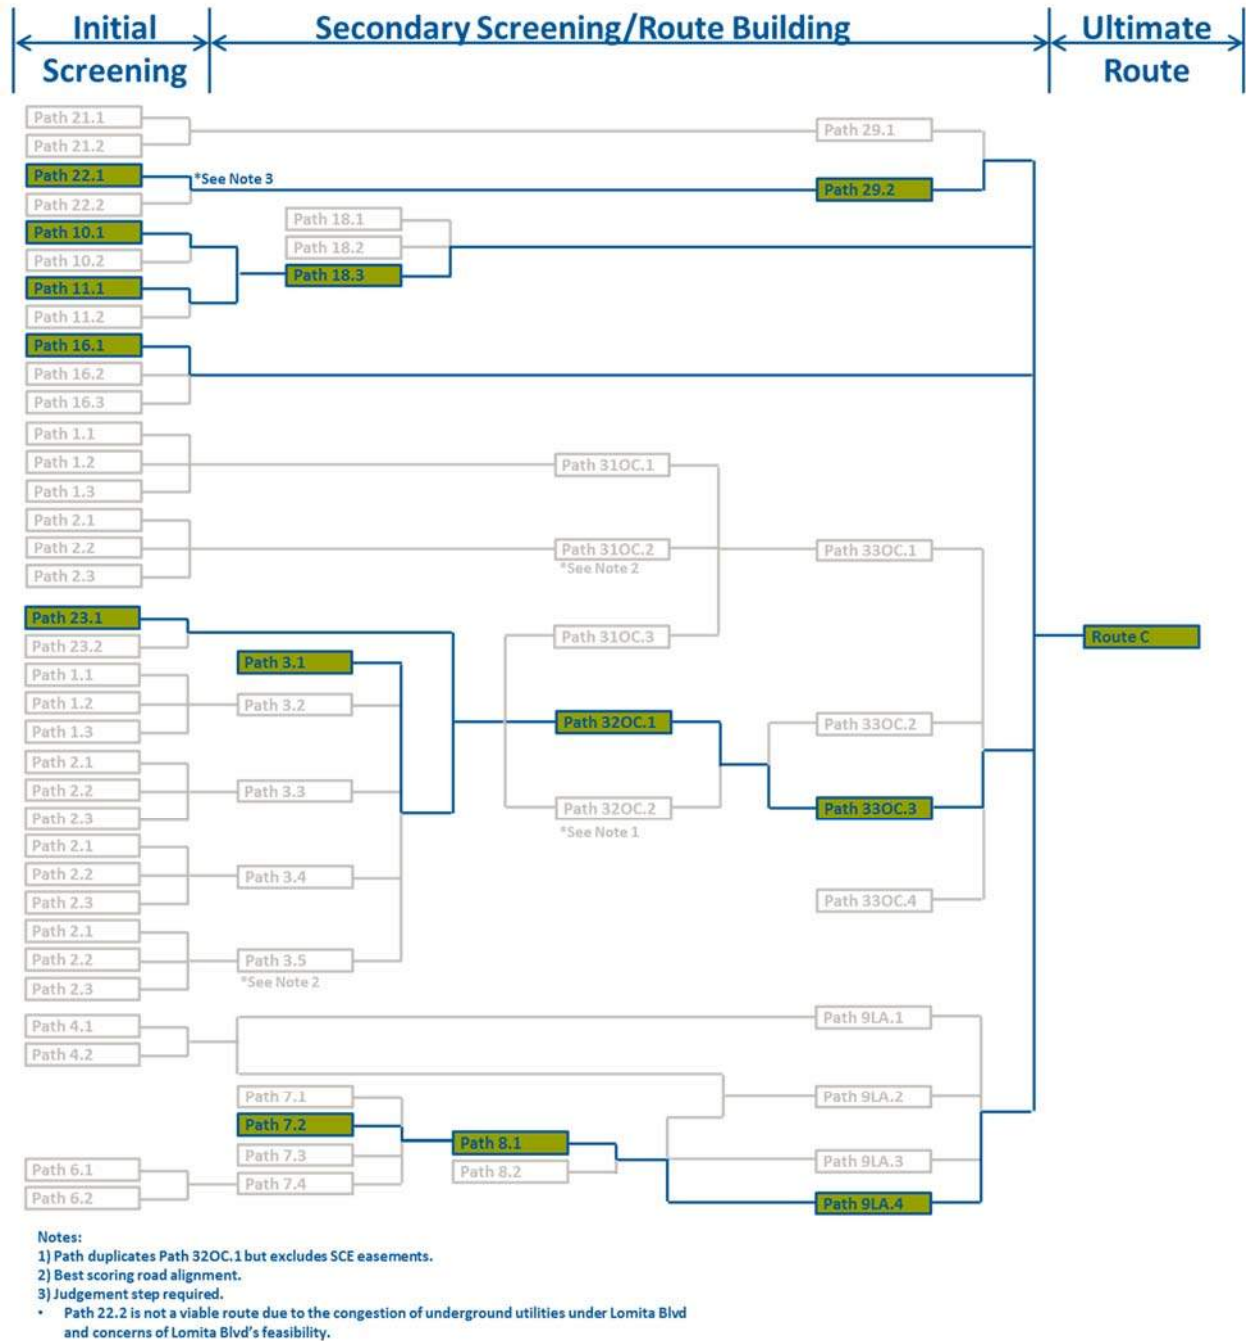 Initial Screening
Secondary Screening/Route Building
Ultimate Route
Path 21.1
Path 21.2
Path 29.1
Path 22.1
*See Note 3
Path 29.2
Path 22.2
Path 18.1
Path 10.1
Path 18.2
Path 10.2
Path 18.3
Path 11.1
Path 11.2
Path 16.1
Path 16.2
Path 16.3
Path 1.1
Path 1.2
Path 31OC.1
Path 1.3
Path 2.1
Path 2.2
Path 31OC.2
Path 33OC.1
*See Note 2
Path 2.3
Path 23.1
Path 31OC.3
Route C
Path 23.2
Path 3.1
Path 1.1
Path 1.2
Path 3.2
Path 32OC.1
Path 33OC.2
Path 1.3
Path 2.1
Path 2.2
Path 3.3
Path 32OC.2
Path 33OC.3
Path 2.3
*See Note 1
Path 2.1
Path 2.2
Path 3.4
Path 2.3
Path 33OC.4
Path 2.1
Path 2.2
Path 3.5
*See Note 2
Path 2.3
Path 4.1
Path 9LA.1
Path 4.2
Path 7.1
Path 9LA.2
Path 7.2
Path 8.1
Path 7.3
Path 9LA.3
Path 6.1
Path 8.2
Path 7.4
Path 6.2
Path 9LA.4
Notes:
1) Path duplicates Path 32OC.1 but excludes SCE easements.
2) Best scoring road alignment.
3) Judgement step required.
• Path 22.2 is not a viable route due to the congestion of underground utilities under Lomita Blvd
and concerns of Lomita Blvd's feasibility.